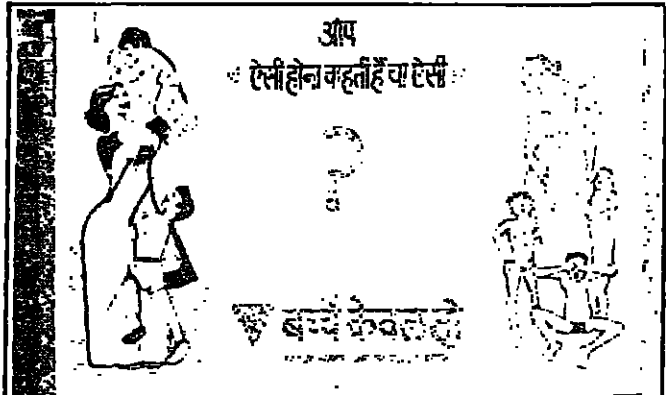 आप
ऐसी होना चाहती हैं या ऐसी
?
बच्चे केवल दो